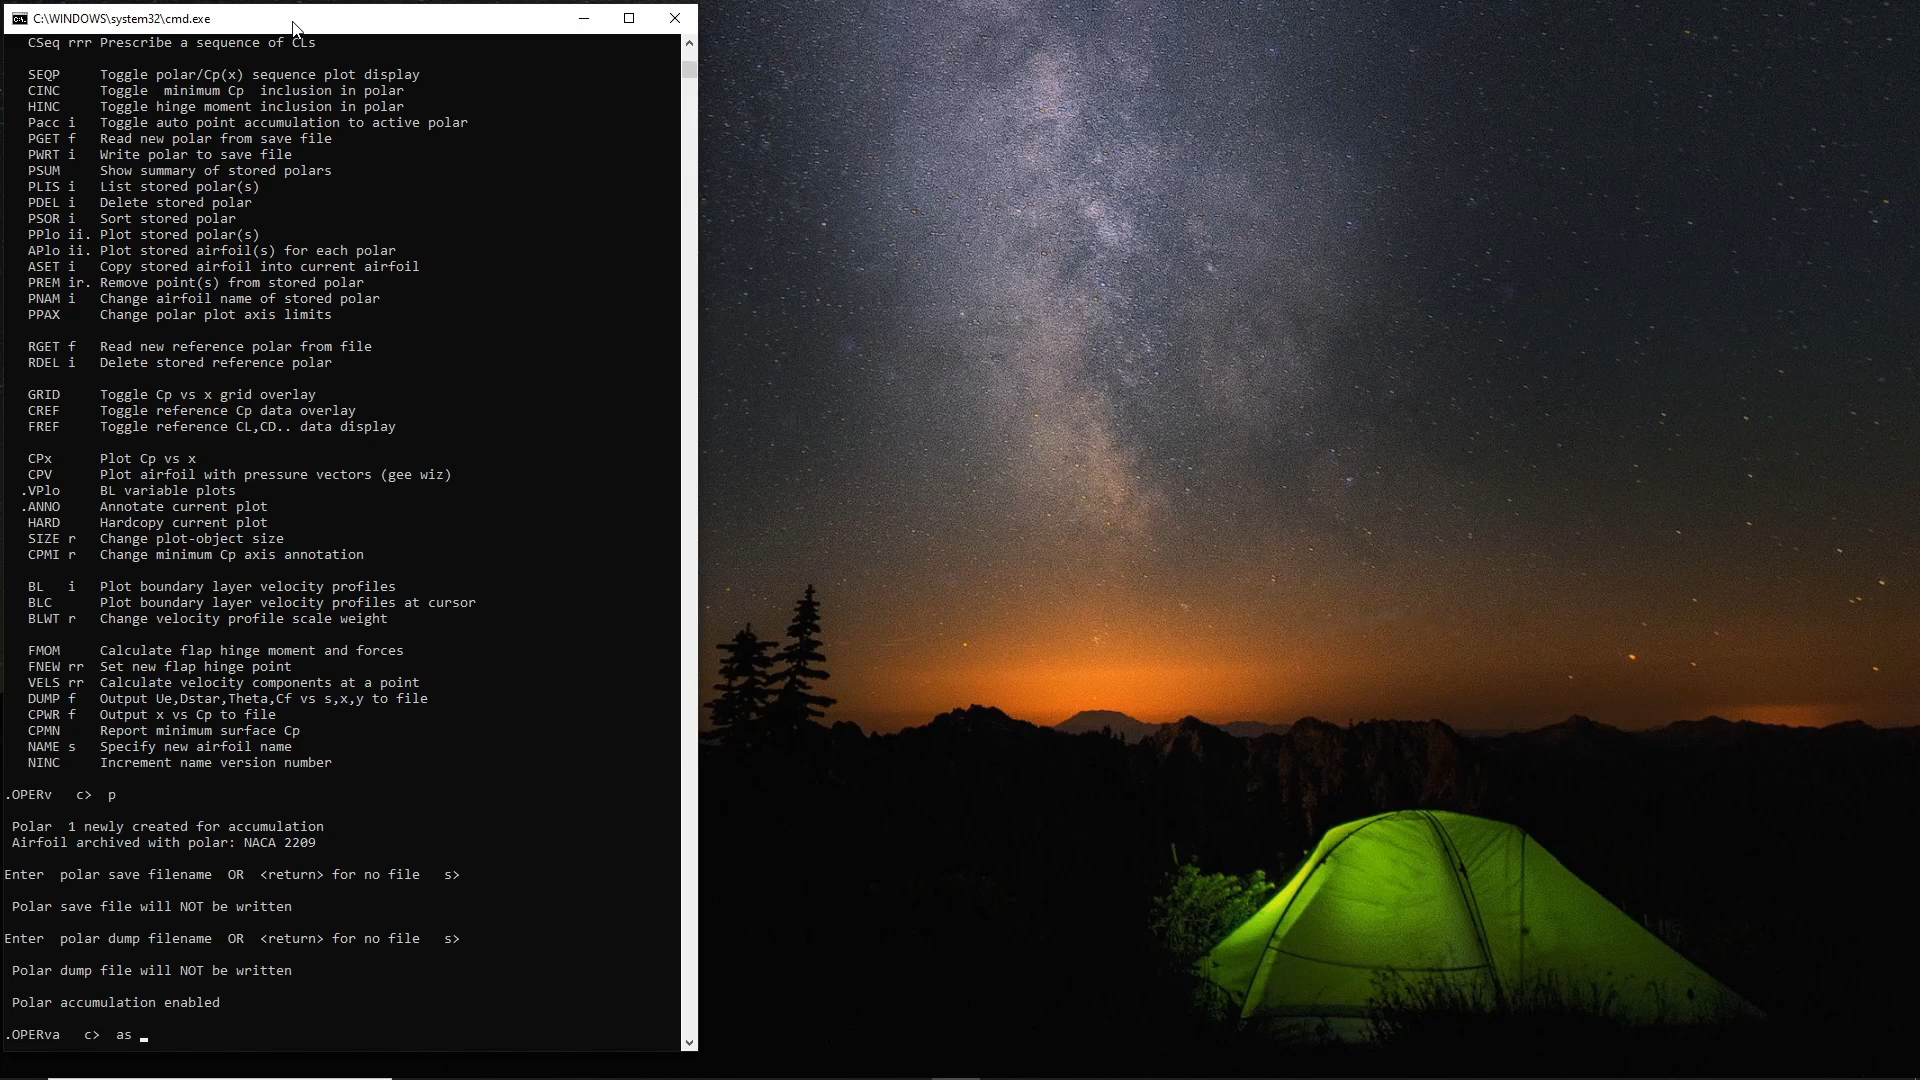 C:\WINDOWS\system32\cmd.exe
CSeq rrr Prescribe a sequence of CLs
SEQP     Toggle polar/Cp(x) sequence plot display
CINC     Toggle  minimum Cp  inclusion in polar
HINC     Toggle hinge moment inclusion in polar
Pacc i   Toggle auto point accumulation to active polar
PGET f   Read new polar from save file
PWRT i   Write polar to save file
PSUM     Show summary of stored polars
PLIS i   List stored polar(s)
PDEL i   Delete stored polar
PSOR i   Sort stored polar
PPlo ii. Plot stored polar(s)
APlo ii. Plot stored airfoil(s) for each polar
ASET i   Copy stored airfoil into current airfoil
PREM ir. Remove point(s) from stored polar
PNAM i   Change airfoil name of stored polar
PPAX     Change polar plot axis limits
RGET f   Read new reference polar from file
RDEL i   Delete stored reference polar
GRID     Toggle Cp vs x grid overlay
CREF     Toggle reference Cp data overlay
FREF     Toggle reference CL,CD.. data display
CPx      Plot Cp vs x
CPV      Plot airfoil with pressure vectors (gee wiz)
.VPlo     BL variable plots
.ANNO     Annotate current plot
HARD     Hardcopy current plot
SIZE r   Change plot-object size
CPMI r   Change minimum Cp axis annotation
BL   i   Plot boundary layer velocity profiles
BLC      Plot boundary layer velocity profiles at cursor
BLWT r   Change velocity profile scale weight
FMOM     Calculate flap hinge moment and forces
FNEW rr  Set new flap hinge point
VELS rr  Calculate velocity components at a point
DUMP f   Output Ue,Dstar,Theta,Cf vs s,x,y to file
CPWR f   Output x vs Cp to file
CPMN     Report minimum surface Cp
NAME s   Specify new airfoil name
NINC     Increment name version number
.OPERv   c>  p
Polar  1 newly created for accumulation
Airfoil archived with polar: NACA 2209
Enter  polar save filename  OR  <return> for no file   s>
Polar save file will NOT be written
Enter  polar dump filename  OR  <return> for no file   s>
Polar dump file will NOT be written
Polar accumulation enabled
.OPERva   c>  as